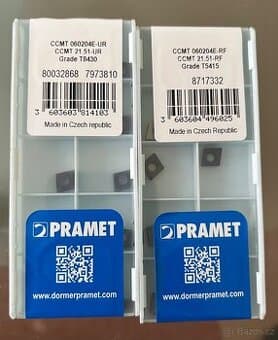 CCMT 060204E-UR
CCMT 21.51-UR
Grade T8430
80032868 7973810
3 603603 814103
Made in Czech republic
PRAMET
www.dormerpramet.com
CCMT 060204E-RF
CCMT 21.51-RF
Grade T5415
8717332
3 603604 496025
Made in Czech republic
PRAMET
www.dormerpramet.com